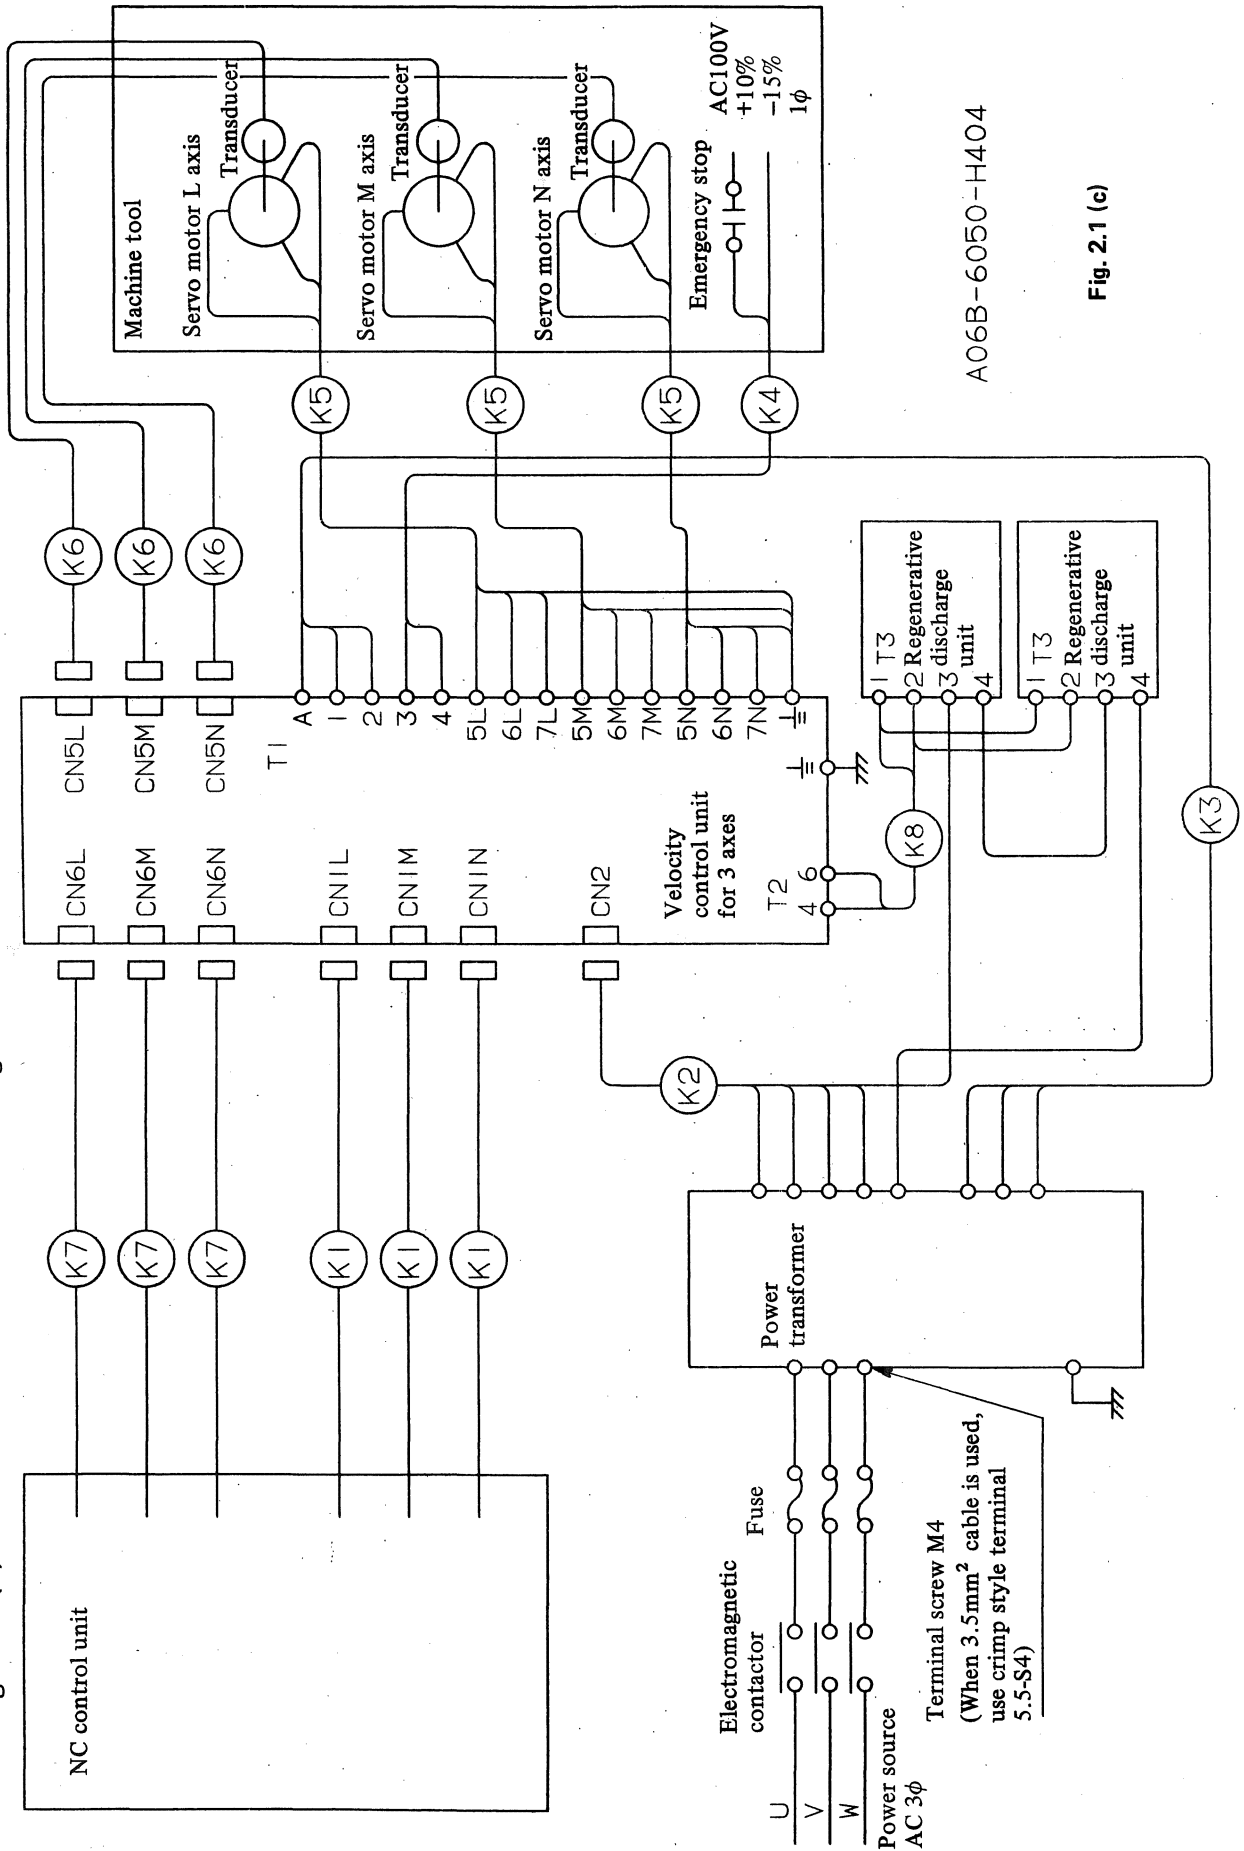 NC control unit
K7
K7
K7
K1
K1
K1
CN6L
CN6M
CN6N
CN1L
CN1M
CN1N
CN2
CN5L
CN5M
CN5N
K6
K6
K6
T1
A
1
2
3
4
5L
6L
7L
5M
6M
7M
5N
6N
7N
Velocity
control unit
for 3 axes
T2
4
6
Machine tool
Servo motor L axis
Transducer
Servo motor M axis
Transducer
Servo motor N axis
Transducer
Emergency stop
AC100V
+10%
−15%
1ϕ
K5
K5
K5
K4
K2
K8
K3
1 T3
2 Regenerative
3 discharge
4 unit
1 T3
2 Regenerative
3 discharge
4 unit
Power
transformer
Fuse
Electromagnetic
contactor
U
V
W
Power source
AC 3ϕ
Terminal screw M4
(When 3.5mm² cable is used,
use crimp style terminal
5.5-S4)
A06B-6050-H404
Fig. 2.1 (c)